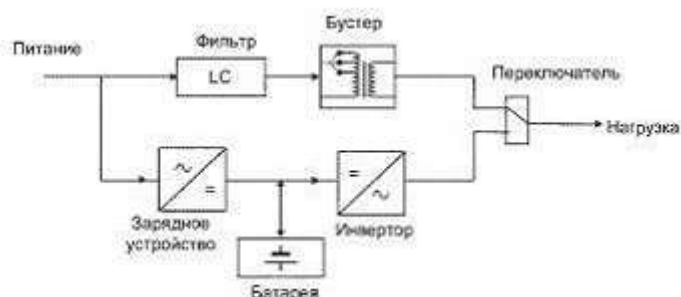 Бустер
Фильтр
Питание
LC
Переключатель
Нагрузка
Зарядное
устройство
Инвертор
Батарея